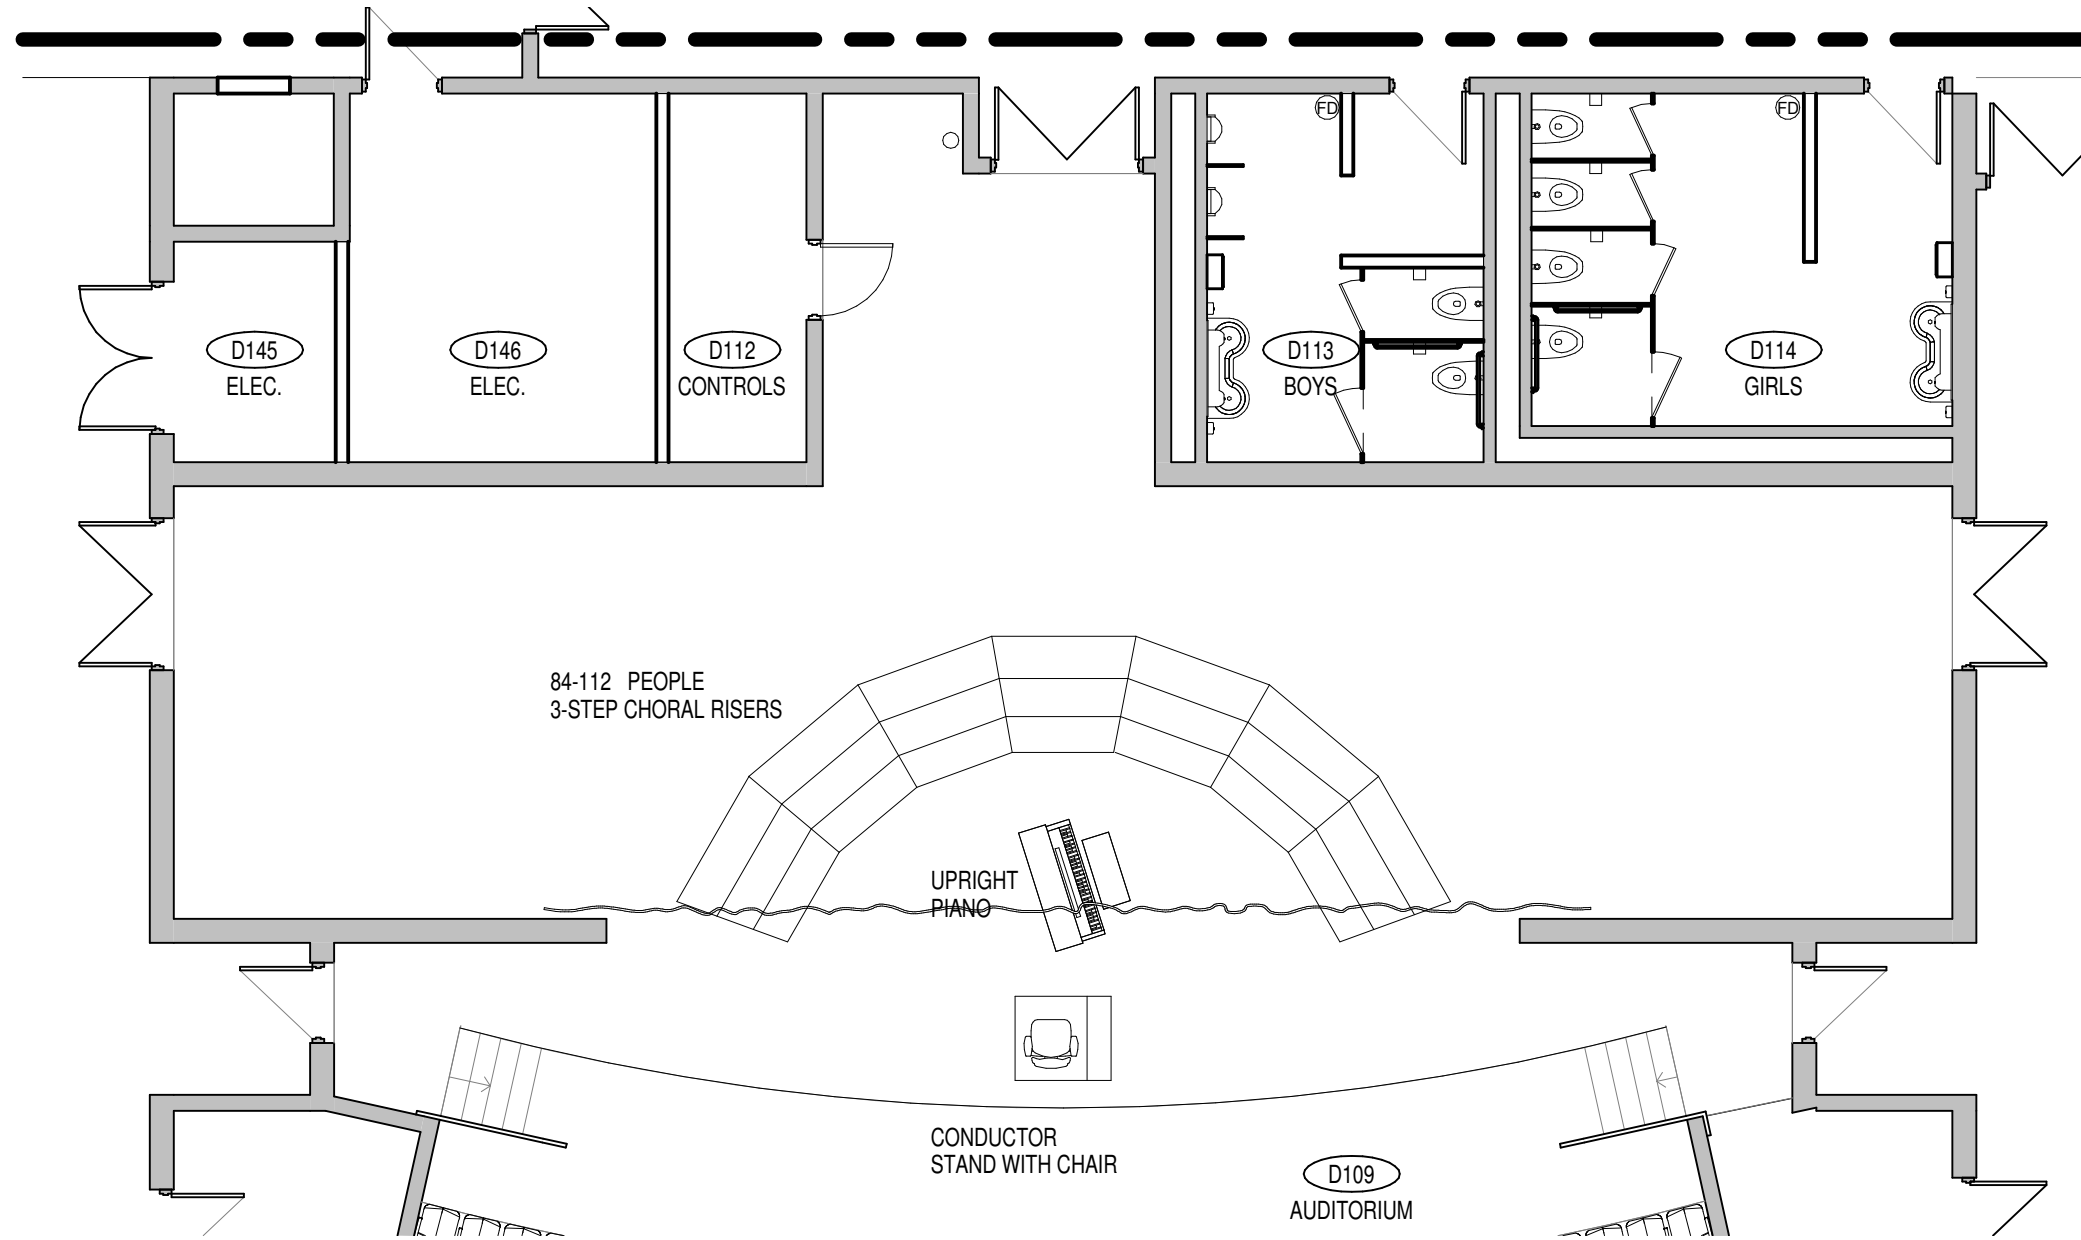 FD
FD
D145
ELEC.
D146
ELEC.
D112
CONTROLS
D113
BOYS
D114
GIRLS
84-112 PEOPLE
3-STEP CHORAL RISERS
UPRIGHT
PIANO
CONDUCTOR
STAND WITH CHAIR
D109
AUDITORIUM